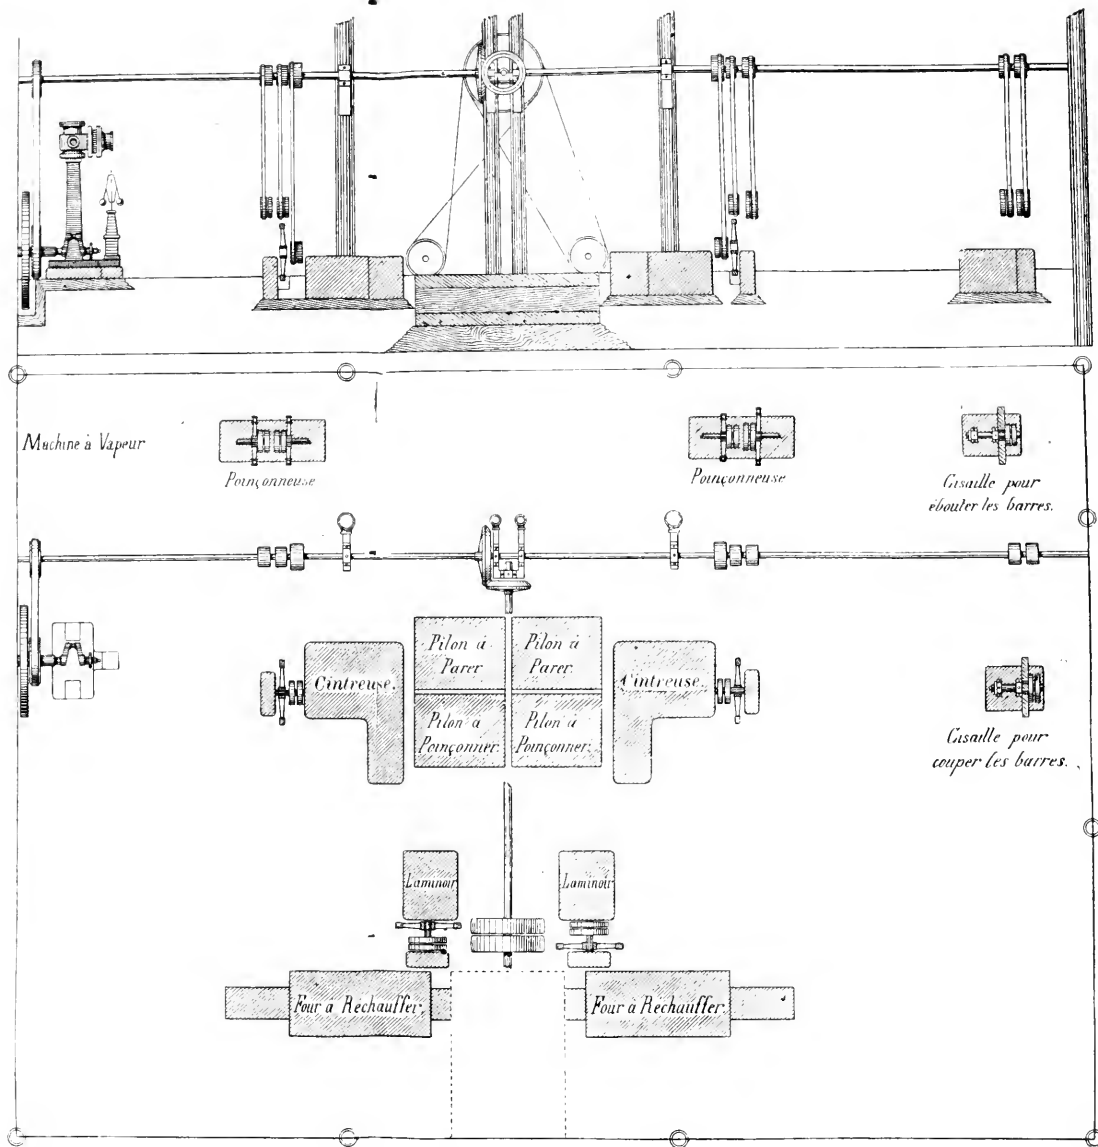 Machine à Vapeur
Poinçonneuse
Poinçonneuse
Cisaille pour
ébouter les barres.
Pilon à
Parer.
Pilon à
Parer.
Cintreuse.
Cintreuse.
Pilon à
Poinçonner.
Pilon à
Poinçonner.
Cisaille pour
couper les barres.
Laminoir
Laminoir
Four à Réchauffer.
Four à Réchauffer.